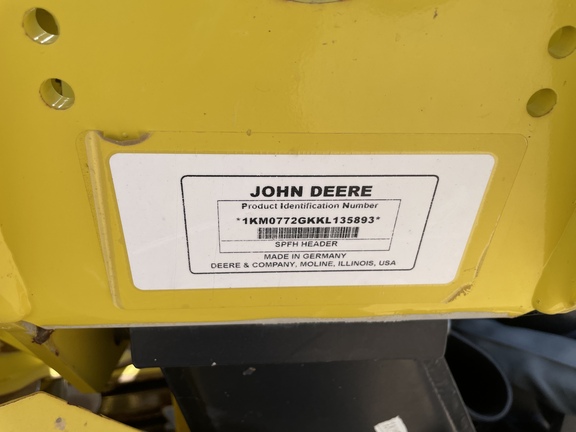 JOHN DEERE
Product Identification Number
*1KM0772GKKL135893*
SPFH HEADER
MADE IN GERMANY
DEERE & COMPANY, MOLINE, ILLINOIS, USA